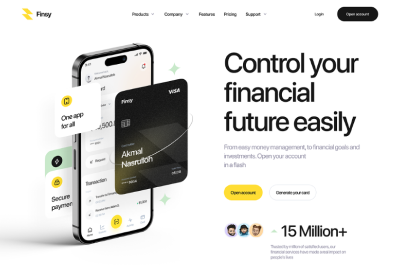 Finsy
Products
Company
Features
Pricing
Support
Login
Open account
Control your
financial
future easily
From easy money management, to financial goals and
investments. Open your account
in a flash
Open account
Generate your card
15 Million+
One app
for all
Finsy
VISA
Akmal
Nasrulloh
Transaction
Secure